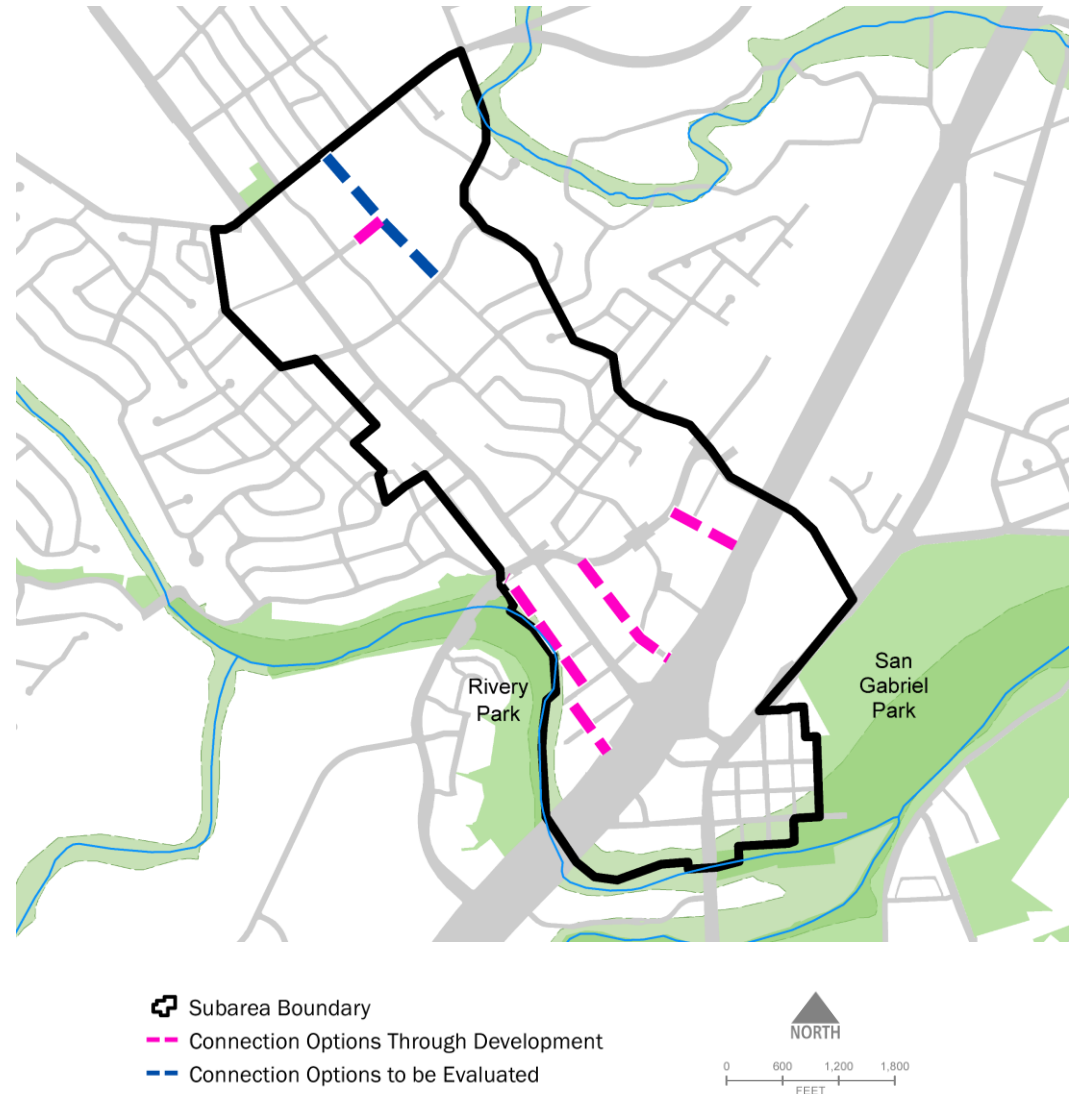 Rivery
Park
San
Gabriel
Park
Subarea Boundary
Connection Options Through Development
Connection Options to be Evaluated
NORTH
0 600 1,200 1,800
FEET